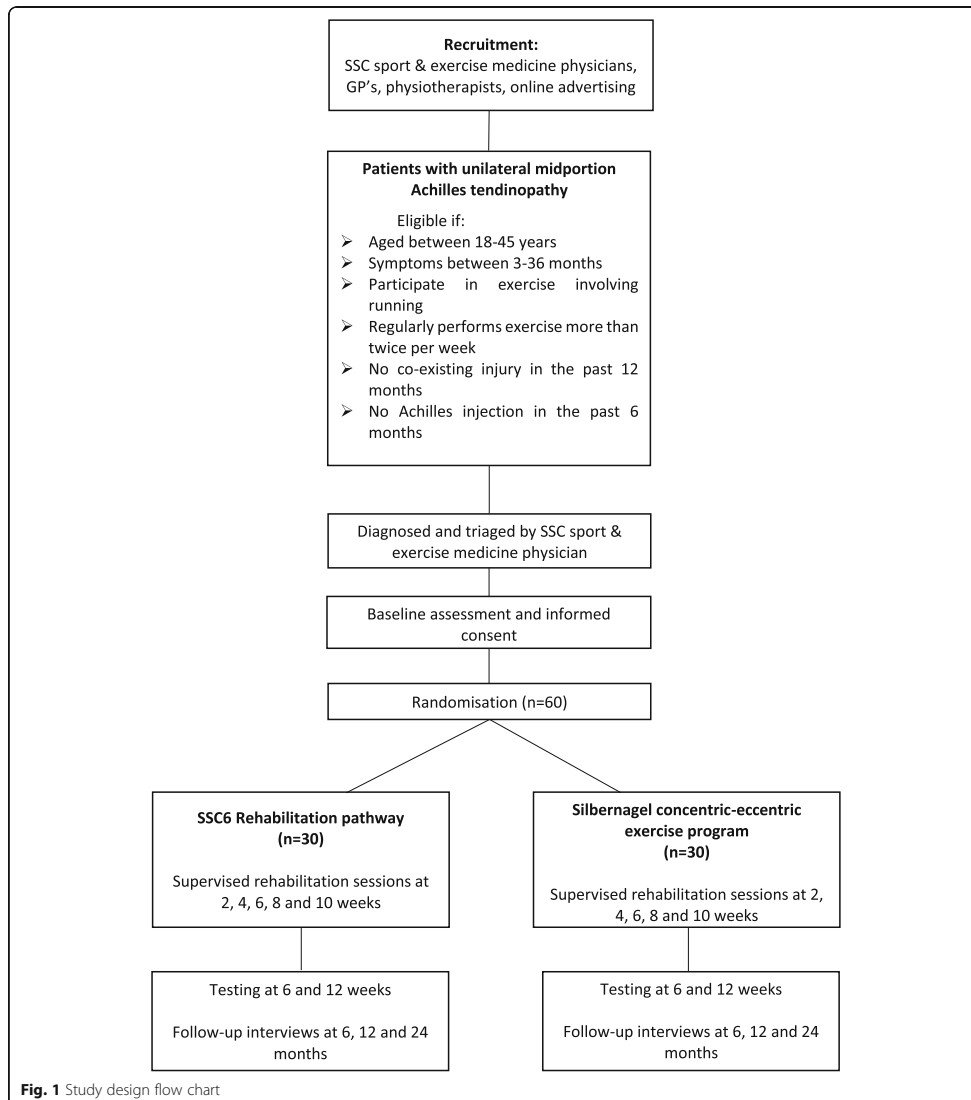 Recruitment:
SSC sport & exercise medicine physicians,
GP's, physiotherapists, online advertising
Patients with unilateral midportion
Achilles tendinopathy
Eligible if:
➢ Aged between 18-45 years
➢ Symptoms between 3-36 months
➢ Participate in exercise involving
running
➢ Regularly performs exercise more than
twice per week
➢ No co-existing injury in the past 12
months
➢ No Achilles injection in the past 6
months
Diagnosed and triaged by SSC sport &
exercise medicine physician
Baseline assessment and informed
consent
Randomisation (n=60)
SSC6 Rehabilitation pathway
(n=30)
Supervised rehabilitation sessions at
2, 4, 6, 8 and 10 weeks
Silbernagel concentric-eccentric
exercise program
(n=30)
Supervised rehabilitation sessions at 2,
4, 6, 8 and 10 weeks
Testing at 6 and 12 weeks
Follow-up interviews at 6, 12 and 24
months
Testing at 6 and 12 weeks
Follow-up interviews at 6, 12 and 24
months
Fig. 1 Study design flow chart